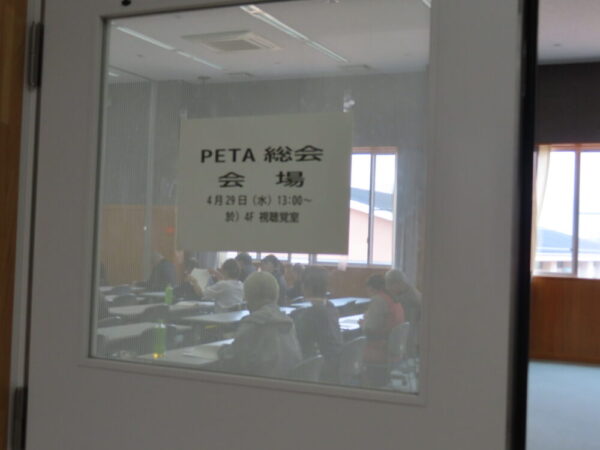 PETA 総会
会 場
4月29日（水）13:00～
於）4F 視聴覚室